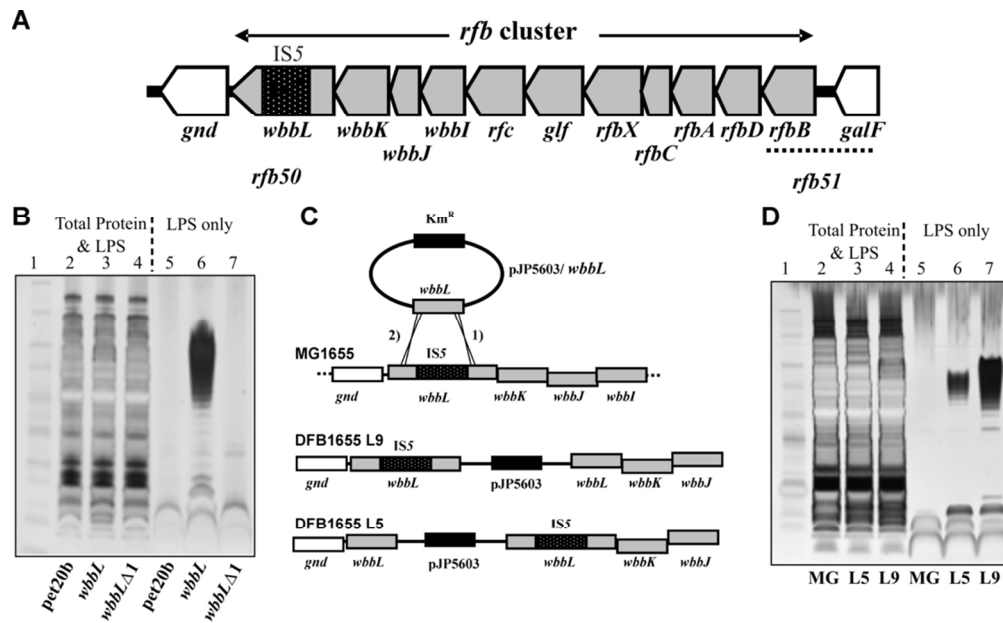 A
rfb cluster
IS5
gnd wbbL wbbK wbbJ wbbI rfc glf rfbX rfbC rfbA rfbD rfbB galF
rfb50 rfb51
B
Total Protein & LPS
LPS only
1 2 3 4 5 6 7
pet20b wbbL wbbLΔ1 pet20b wbbL wbbLΔ1
C
Km^R
pJP5603/ wbbL
wbbL
2) 1)
MG1655
IS5
gnd wbbL wbbK wbbJ wbbI
DFB1655 L9
IS5
gnd wbbL pJP5603 wbbL wbbK wbbJ
DFB1655 L5
IS5
gnd wbbL pJP5603 wbbL wbbK wbbJ
D
Total Protein & LPS
LPS only
1 2 3 4 5 6 7
MG L5 L9 MG L5 L9